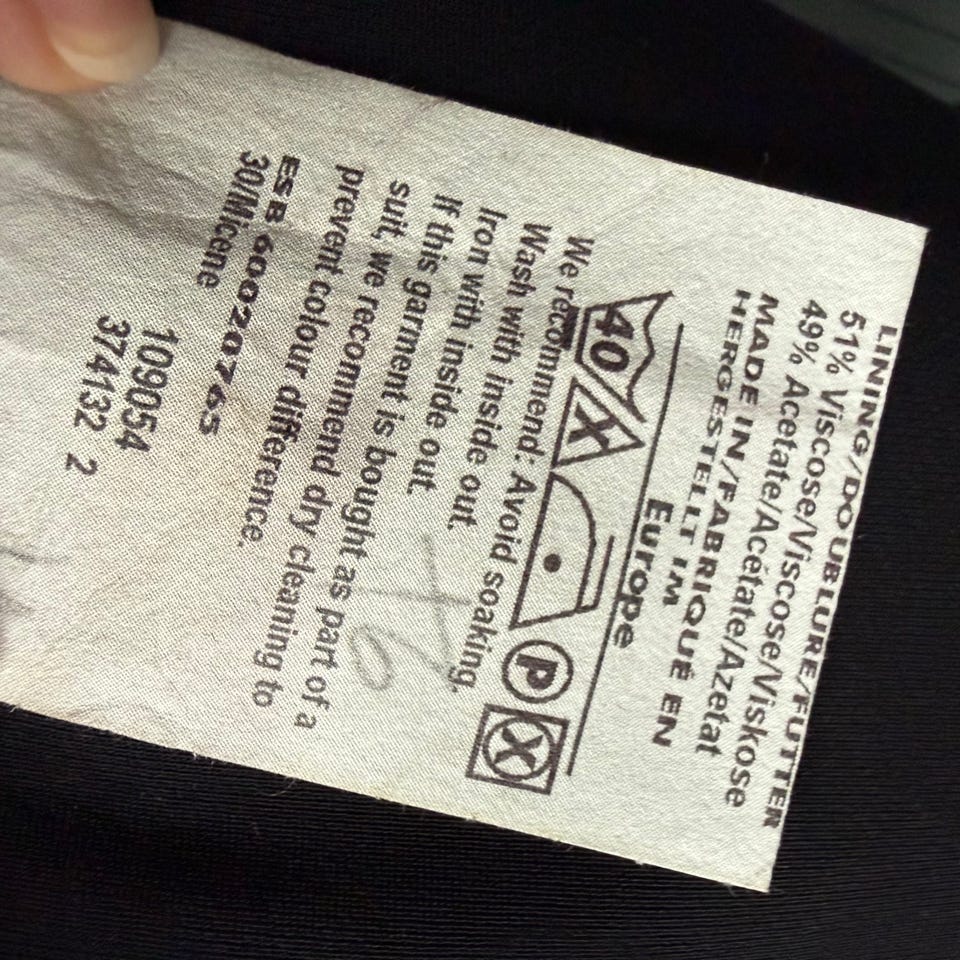 LINING/DOUBLURE/FUTTER
51% Viscose/Viscose/Viskose
49% Acetate/Acétate/Azetat
MADE IN/FABRIQUÉ EN
HERGESTELLT IM
Europe
40 P
We recommend: Avoid soaking.
Wash with inside out.
Iron with inside out.
If this garment is bought as part of a
suit, we recommend dry cleaning to
prevent colour difference.
ESB 60020765
30/Micene
109054
374132 2